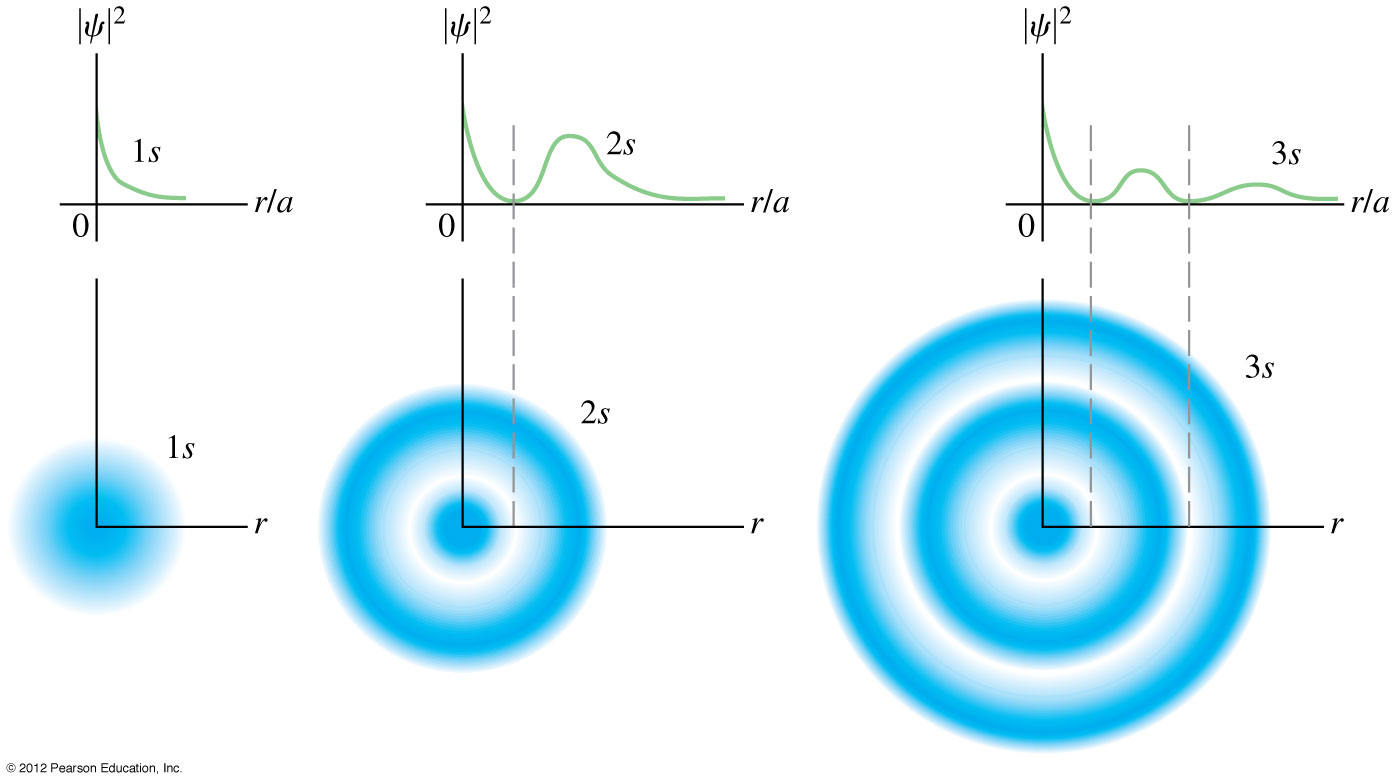 |ψ|²
|ψ|²
|ψ|²
1s
2s
3s
r/a
r/a
r/a
0
0
0
3s
2s
1s
r
r
r
© 2012 Pearson Education, Inc.